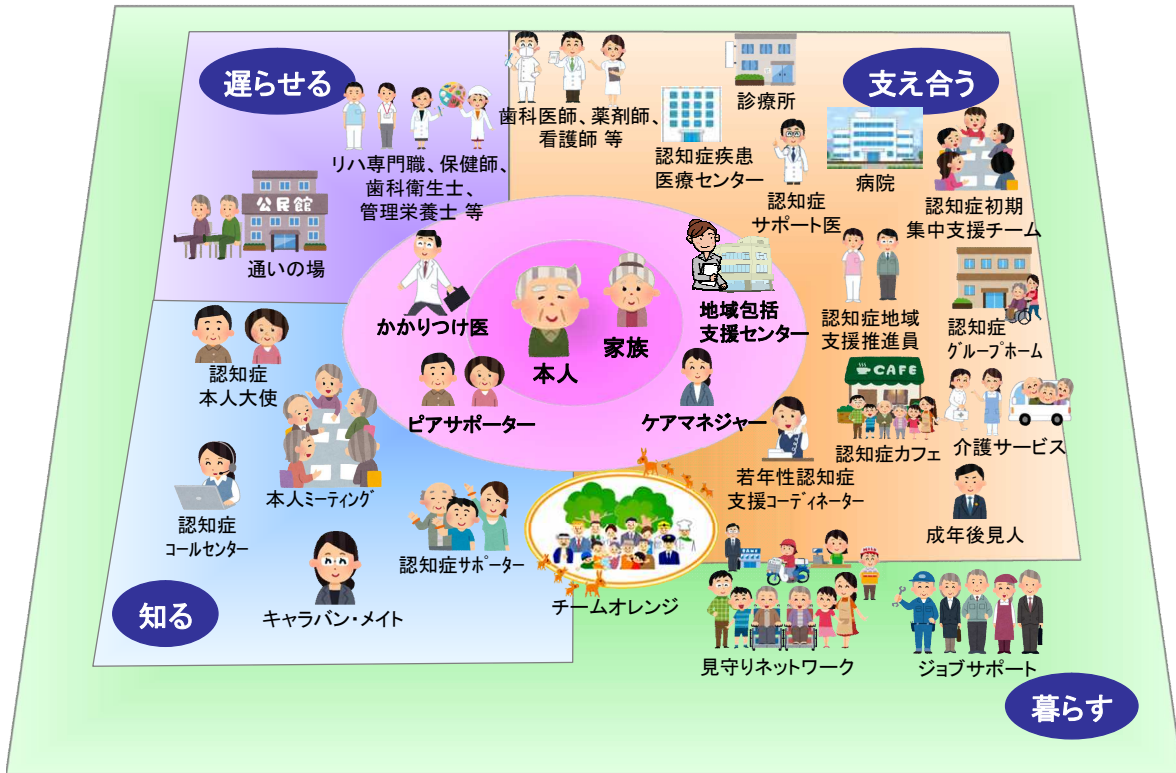 遅らせる
支え合う
診療所
歯科医師、薬剤師、
看護師 等
リハ専門職、保健師、
歯科衛生士、
管理栄養士 等
認知症疾患
医療センター
認知症
サポート医
病院
認知症初期
集中支援チーム
公民館
通いの場
かかりつけ医
本人
家族
地域包括
支援センター
ピアサポーター
ケアマネジャー
認知症地域
支援推進員
認知症
グループホーム
CAFE
認知症カフェ
介護サービス
若年性認知症
支援コーディネーター
成年後見人
認知症
本人大使
本人ミーティング
認知症
コールセンター
認知症サポーター
キャラバン・メイト
知る
チームオレンジ
BANK
見守りネットワーク
ジョブサポート
暮らす